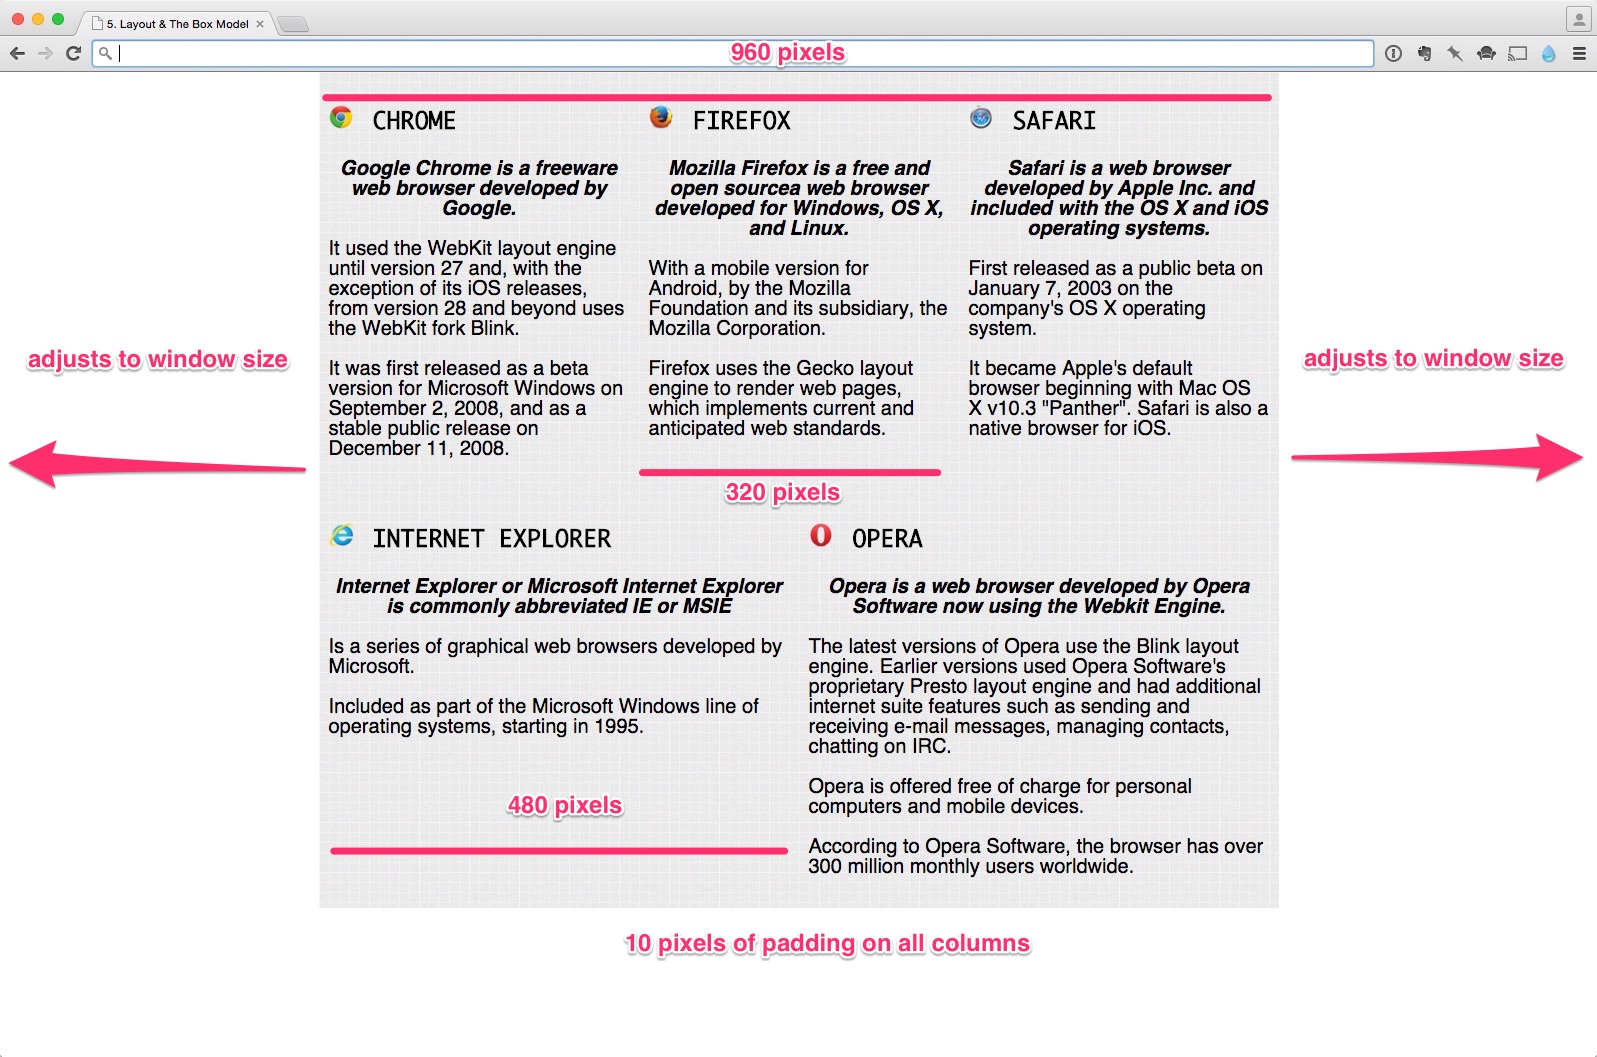 5. Layout & The Box Model
960 pixels
CHROME
Google Chrome is a freeware
web browser developed by
Google.
It used the WebKit layout engine
until version 27 and, with the
exception of its iOS releases,
from version 28 and beyond uses
the WebKit fork Blink.
It was first released as a beta
version for Microsoft Windows on
September 2, 2008, and as a
stable public release on
December 11, 2008.
FIREFOX
Mozilla Firefox is a free and
open sourcea web browser
developed for Windows, OS X,
and Linux.
With a mobile version for
Android, by the Mozilla
Foundation and its subsidiary, the
Mozilla Corporation.
Firefox uses the Gecko layout
engine to render web pages,
which implements current and
anticipated web standards.
SAFARI
Safari is a web browser
developed by Apple Inc. and
included with the OS X and iOS
operating systems.
First released as a public beta on
January 7, 2003 on the
company's OS X operating
system.
It became Apple's default
browser beginning with Mac OS
X v10.3 "Panther". Safari is also a
native browser for iOS.
adjusts to window size
adjusts to window size
320 pixels
INTERNET EXPLORER
Internet Explorer or Microsoft Internet Explorer
is commonly abbreviated IE or MSIE
Is a series of graphical web browsers developed by
Microsoft.
Included as part of the Microsoft Windows line of
operating systems, starting in 1995.
480 pixels
OPERA
Opera is a web browser developed by Opera
Software now using the Webkit Engine.
The latest versions of Opera use the Blink layout
engine. Earlier versions used Opera Software's
proprietary Presto layout engine and had additional
internet suite features such as sending and
receiving e-mail messages, managing contacts,
chatting on IRC.
Opera is offered free of charge for personal
computers and mobile devices.
According to Opera Software, the browser has over
300 million monthly users worldwide.
10 pixels of padding on all columns